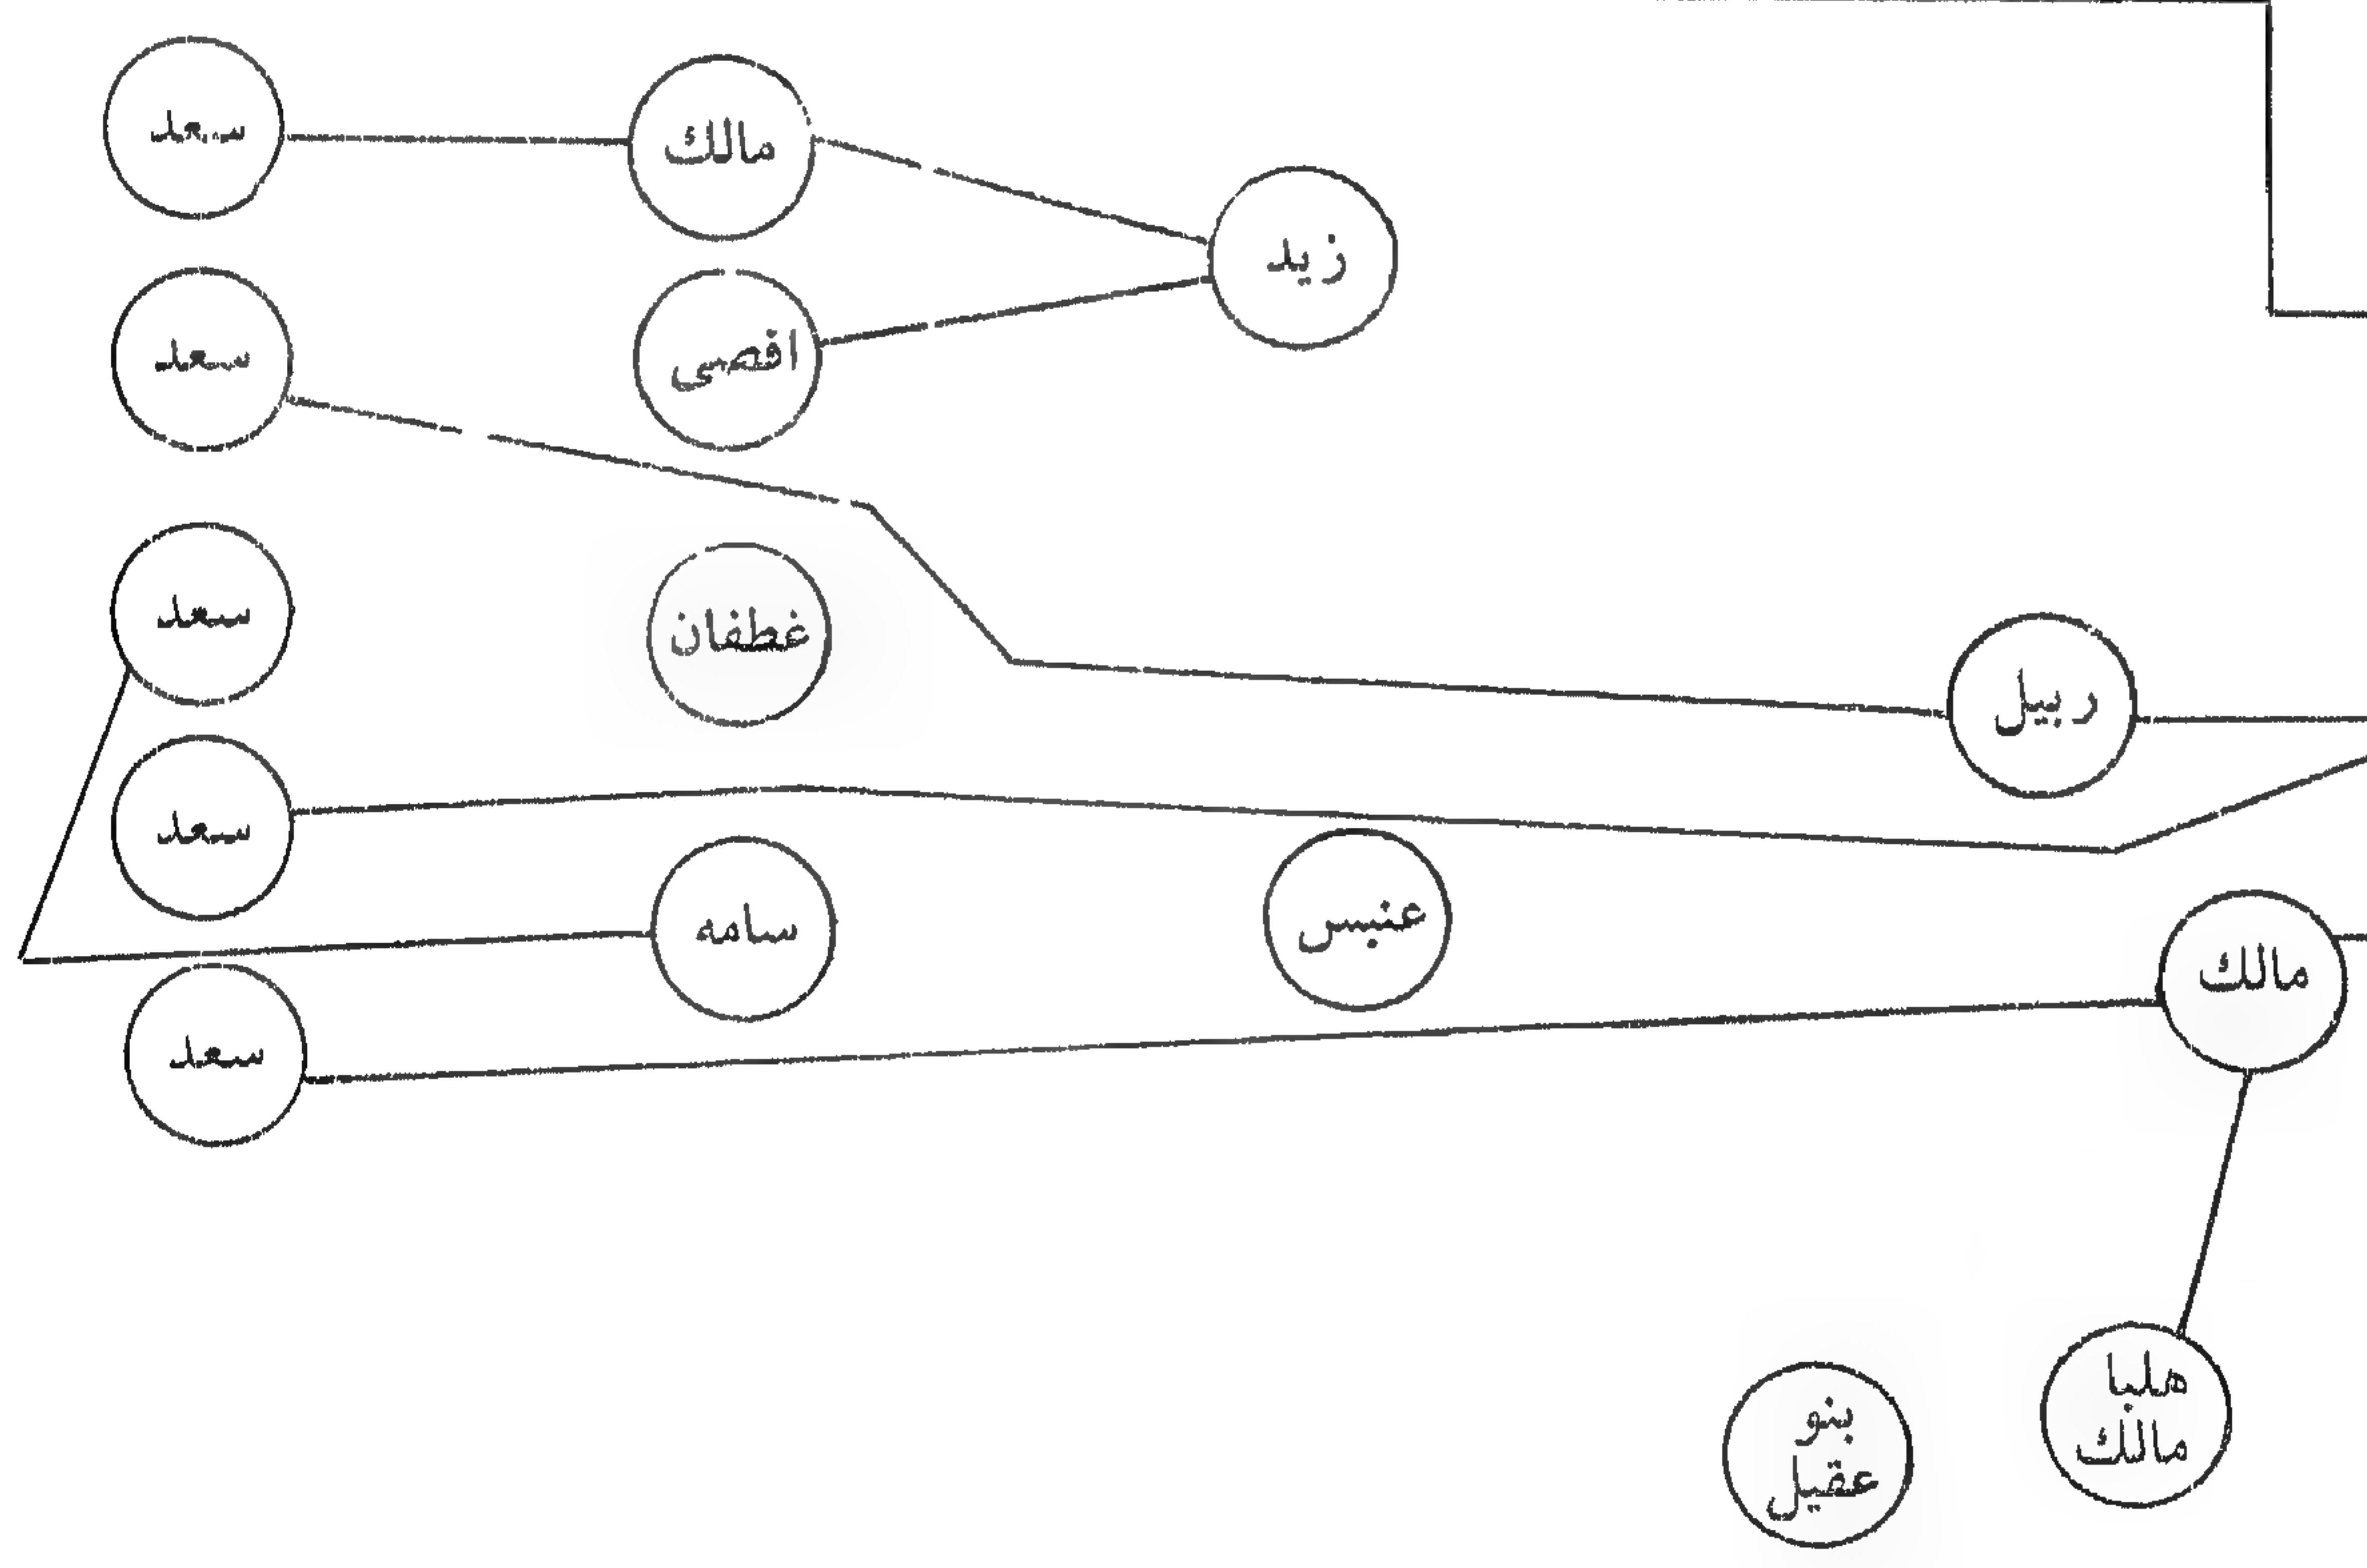 سعد
مالك
زيد
سعد
افصى
سعد
غطفان
ربيل
سعد
سامه
عنبس
مالك
سعد
هلبا
مالك
بنو
عقيل